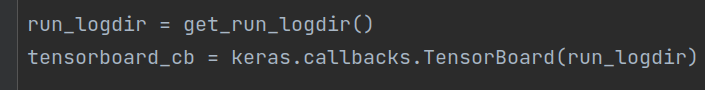 run_logdir = get_run_logdir()
tensorboard_cb = keras.callbacks.TensorBoard(run_logdir)